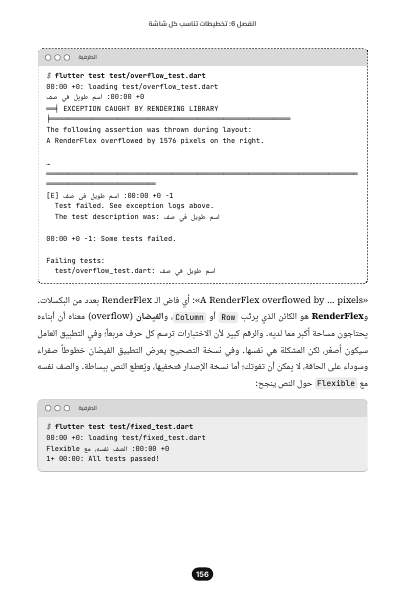 الفصل 6: تخطيطات تناسب كل شاشة
الطرفية
$ flutter test test/overflow_test.dart
00:00 +0: loading test/overflow_test.dart
00:00 +0: اسم طويل في صف
══╡ EXCEPTION CAUGHT BY RENDERING LIBRARY
╞═════════════════════════════════════════════════
The following assertion was thrown during layout:
A RenderFlex overflowed by 1576 pixels on the right.
→
════════════════════════════════════════════════════════════════
══════════════════════
00:00 +0 -1: اسم طويل في صف [E]
Test failed. See exception logs above.
The test description was: اسم طويل في صف
00:00 +0 -1: Some tests failed.
Failing tests:
test/overflow_test.dart: اسم طويل في صف
«A RenderFlex overflowed by ... pixels»: أي فاض الـ RenderFlex بعدد من البكسلات.
وRenderFlex هو الكائن الذي يرتّب Row أو Column، والفيضان (overflow) معناه أن أبناءه
يحتاجون مساحة أكبر مما لديه. والرقم كبير لأن الاختبارات ترسم كل حرف مربعاً؛ وفي التطبيق العامل
سيكون أصغر، لكن المشكلة هي نفسها. وفي نسخة التصحيح يعرض التطبيق الفيضان خطوطاً صفراء
وسوداء على الحافة، لا يمكن أن تفوتك؛ أما نسخة الإصدار فتخفيها، ويُقطع النص ببساطة. والصف نفسه
مع Flexible حول النص ينجح:
الطرفية
$ flutter test test/fixed_test.dart
00:00 +0: loading test/fixed_test.dart
00:00 +0: الصف نفسه، مع Flexible
00:00 +1: All tests passed!
156